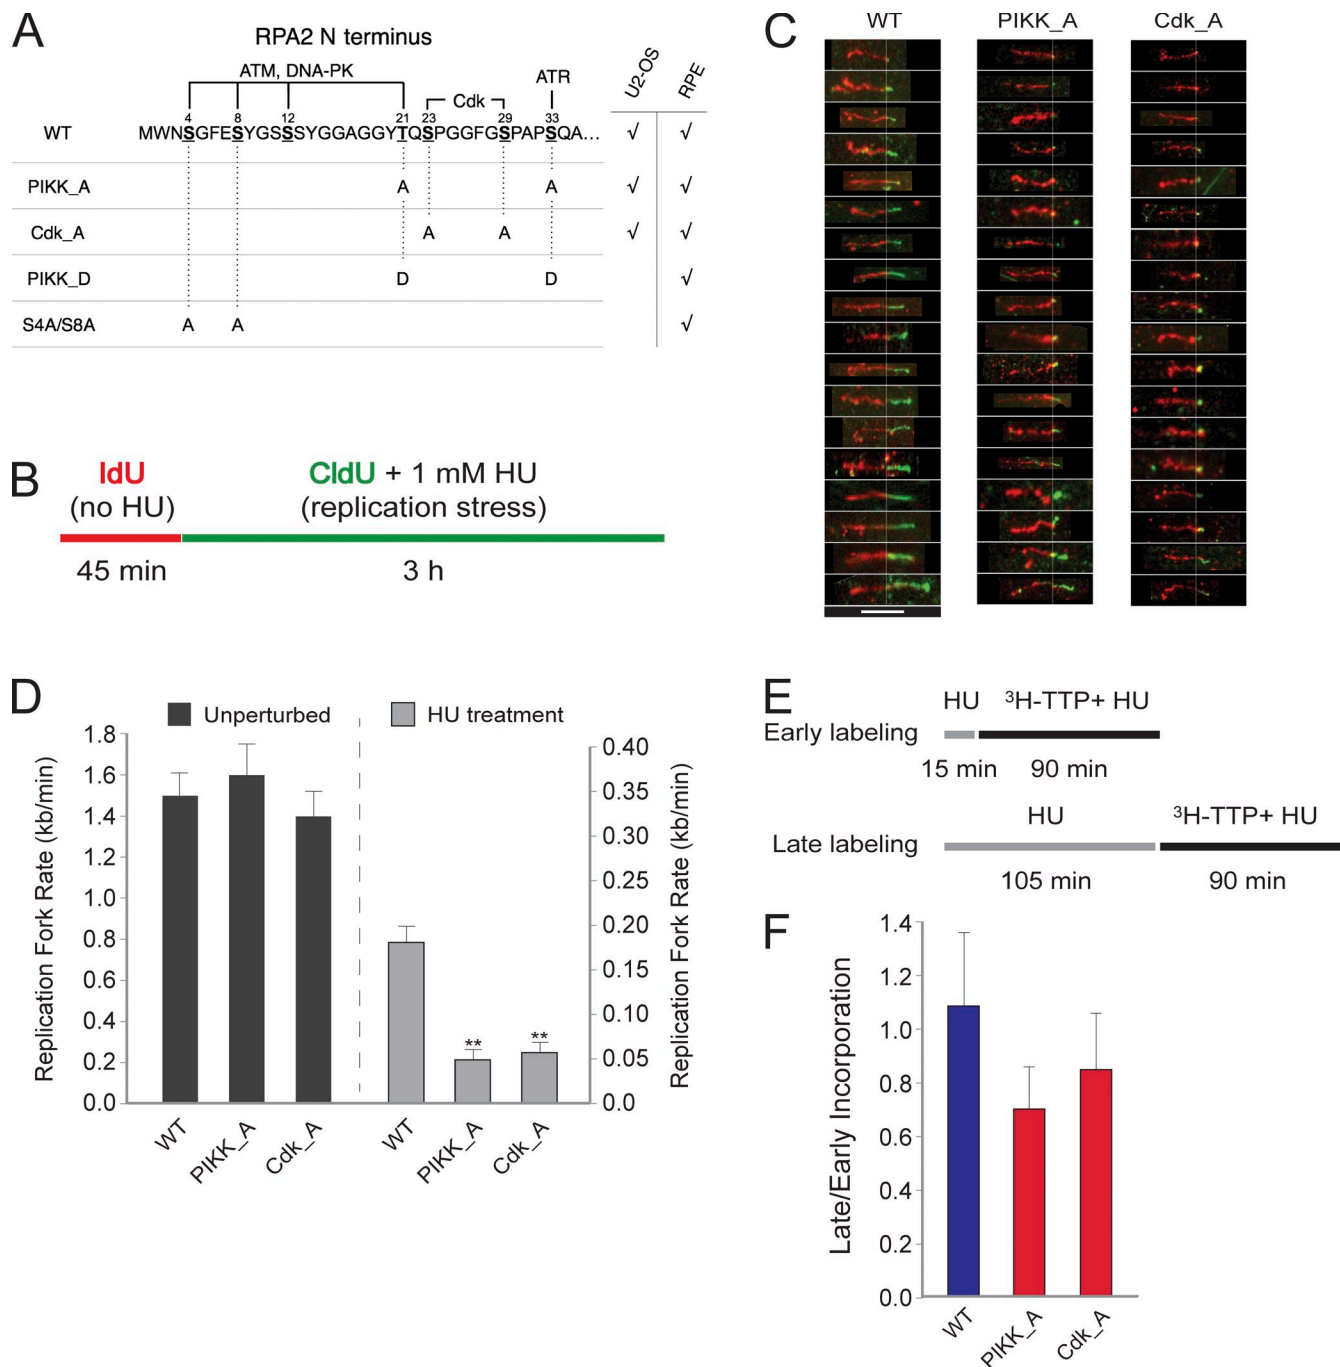 A
RPA2 N terminus
ATM, DNA-PK
ATR
Cdk
U2-OS
RPE
4 8 12 21 23 29 33
WT MWNSGFESYGSSSYGGAGGYTQSPGGFGSPAPSQA... √ √
PIKK_A A A √ √
Cdk_A A A √ √
PIKK_D D D √
S4A/S8A A A √
B
IdU CldU + 1 mM HU
(no HU) (replication stress)
45 min 3 h
C
WT PIKK_A Cdk_A
D
Unperturbed HU treatment
Replication Fork Rate (kb/min)
1.8
1.6
1.4
1.2
1.0
0.8
0.6
0.4
0.2
0.0
0.40
0.35
0.30
0.25
0.20
0.15
0.10
0.05
0.0
Replication Fork Rate (kb/min)
** **
WT PIKK_A Cdk_A WT PIKK_A Cdk_A
E
HU ³H-TTP+ HU
Early labeling
15 min 90 min
HU ³H-TTP+ HU
Late labeling
105 min 90 min
F
Late/Early Incorporation
1.4
1.2
1.0
0.8
0.6
0.4
0.2
0.0
WT PIKK_A Cdk_A